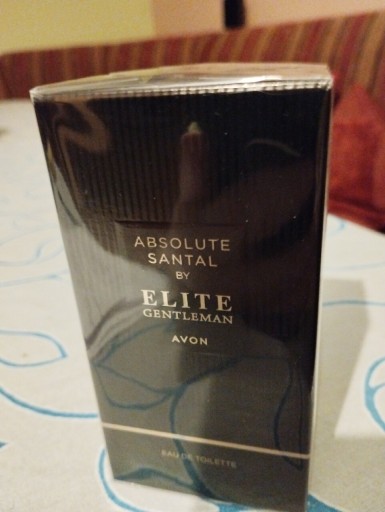 ABSOLUTE
SANTAL
BY
ELITE
GENTLEMAN
AVON
EAU DE TOILETTE